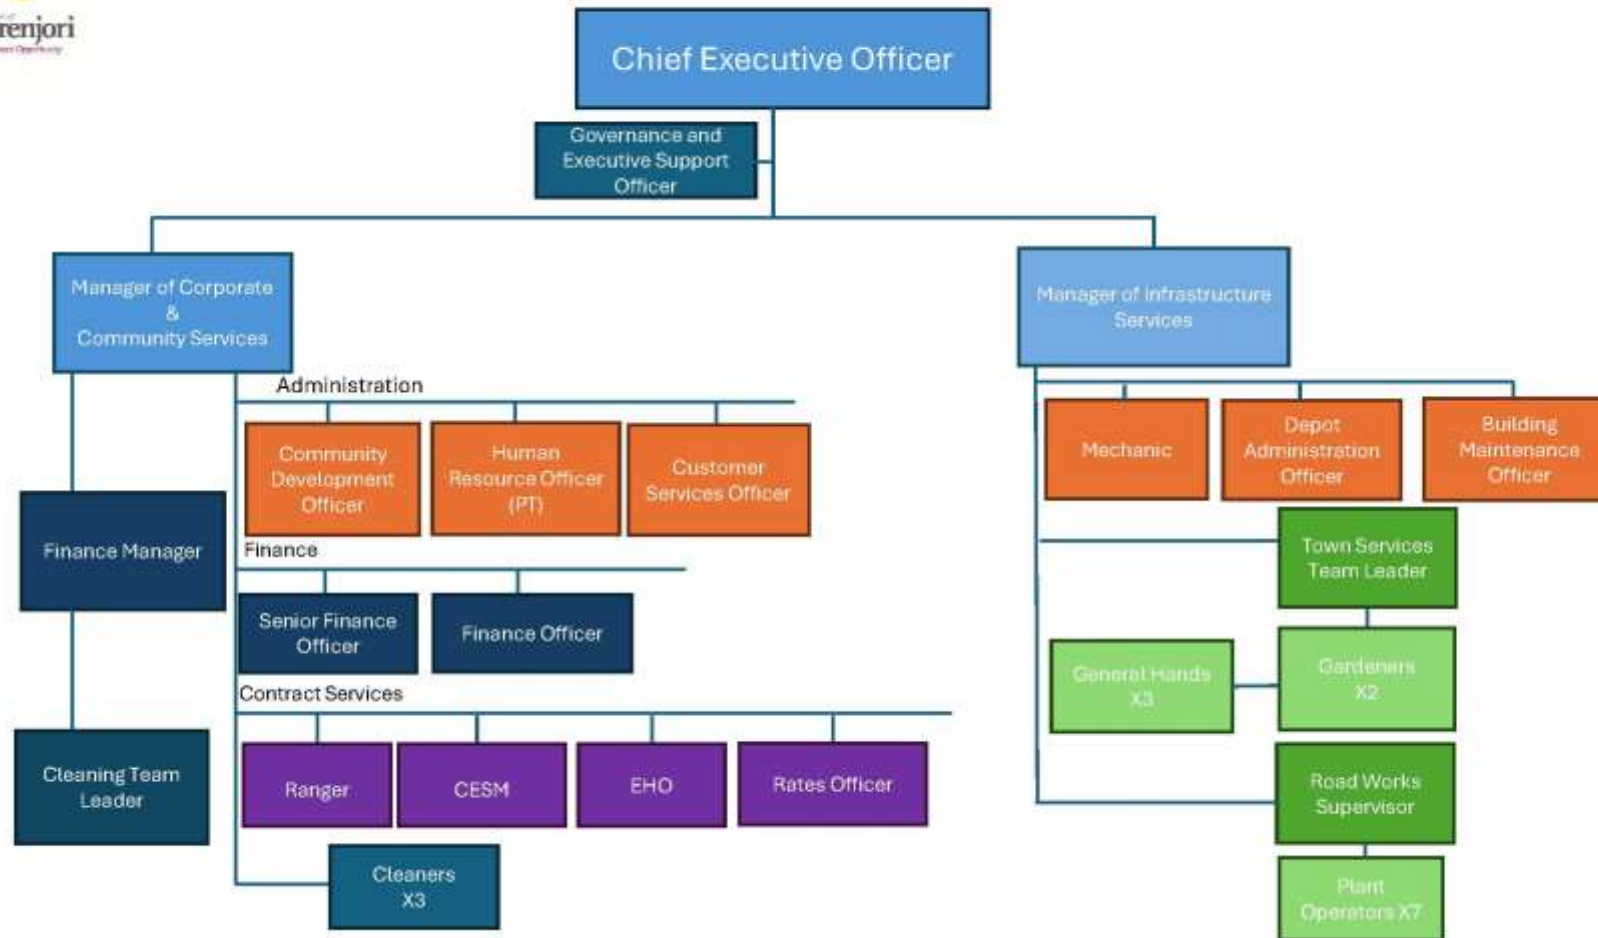 Chief Executive Officer
Governance and
Executive Support
Officer
Manager of Corporate
&
Community Services
Manager of Infrastructure
Services
Administration
Community
Development
Officer
Human
Resource Officer
(PT)
Customer
Services Officer
Mechanic
Depot
Administration
Officer
Building
Maintenance
Officer
Finance Manager
Finance
Senior Finance
Officer
Finance Officer
Town Services
Team Leader
General Hands
X3
Gardeners
X2
Contract Services
Cleaning Team
Leader
Ranger
CESM
EHO
Rates Officer
Road Works
Supervisor
Cleaners
X3
Plant
Operators X7